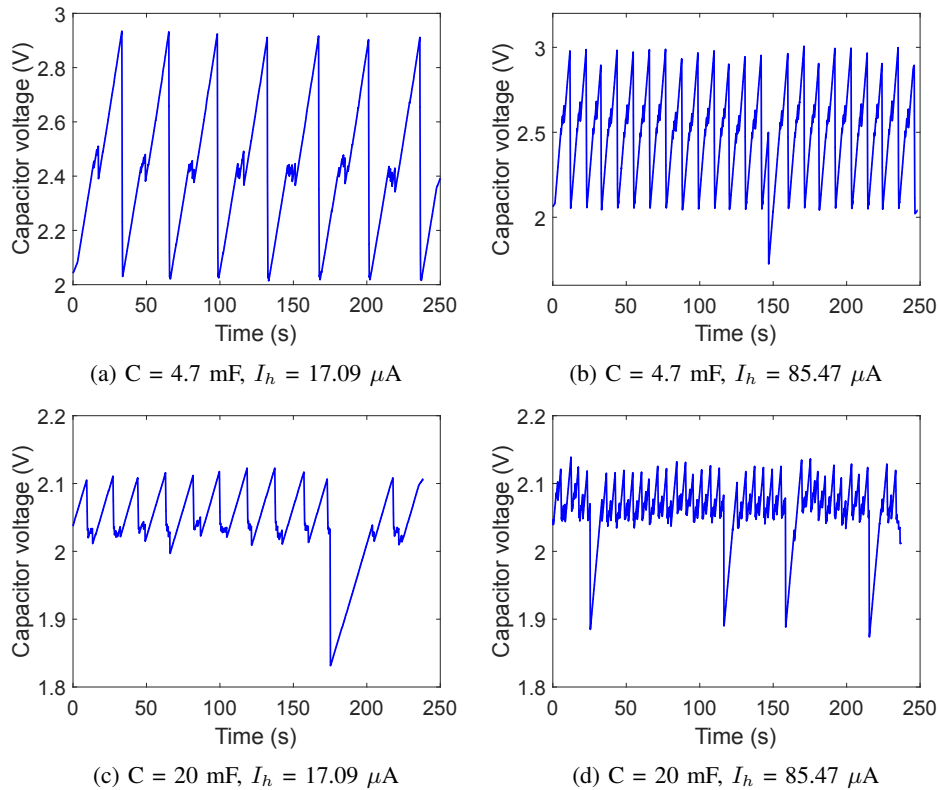 3
2.8
2.6
2.4
2.2
2
0 50 100 150 200 250
Capacitor voltage (V)
Time (s)
(a) C = 4.7 mF, I_h = 17.09 μA
3
2.5
2
0 50 100 150 200 250
Capacitor voltage (V)
Time (s)
(b) C = 4.7 mF, I_h = 85.47 μA
2.2
2.1
2
1.9
1.8
0 50 100 150 200 250
Capacitor voltage (V)
Time (s)
(c) C = 20 mF, I_h = 17.09 μA
2.2
2.1
2
1.9
1.8
0 50 100 150 200 250
Capacitor voltage (V)
Time (s)
(d) C = 20 mF, I_h = 85.47 μA